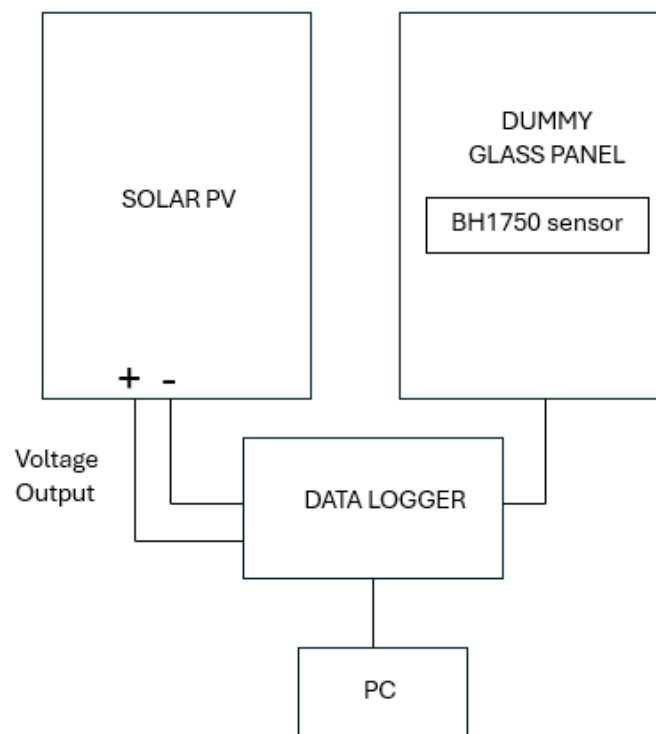 SOLAR PV
DUMMY
GLASS PANEL
BH1750 sensor
+ -
Voltage
Output
DATA LOGGER
PC